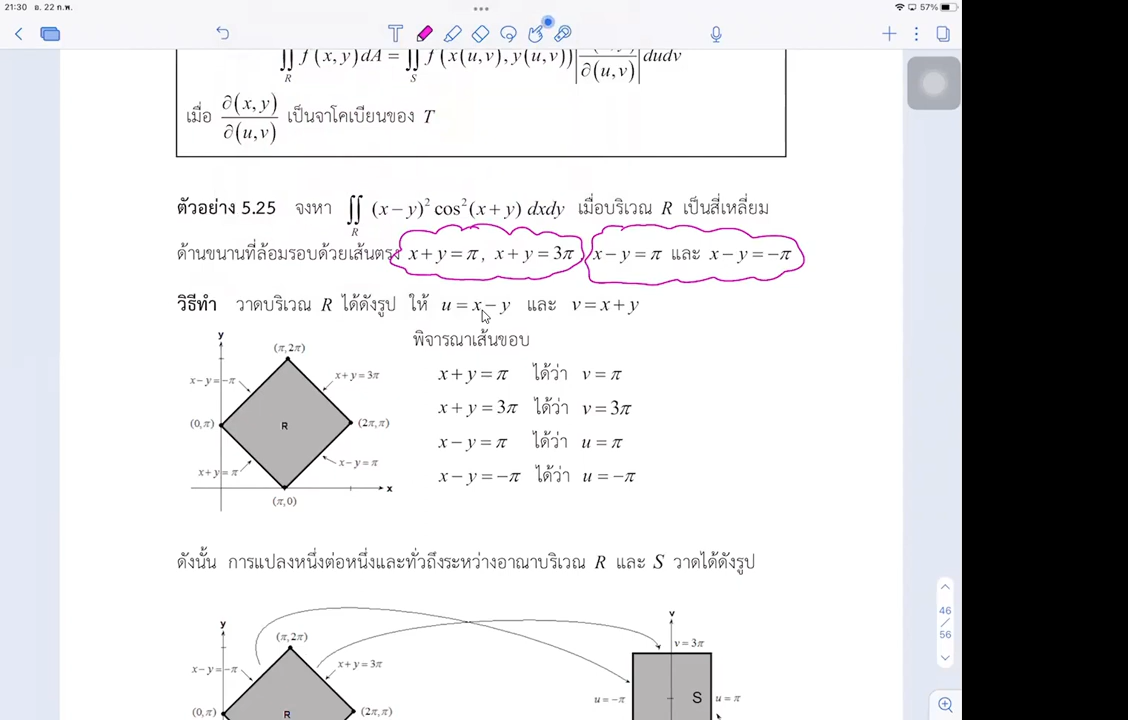 21:30 อ. 22 ก.พ.
57%
∬_R f(x,y)dA = ∬_S f(x(u,v), y(u,v)) | /∂(u,v)| dudv
เมื่อ ∂(x,y)/∂(u,v) เป็นจาโคเบียนของ T
ตัวอย่าง 5.25 จงหา ∬_R (x−y)² cos²(x+y) dxdy เมื่อบริเวณ R เป็นสี่เหลี่ยม
ด้านขนานที่ล้อมรอบด้วยเส้นตรง x+y=π, x+y=3π x−y=π และ x−y=−π
วิธีทำ วาดบริเวณ R ได้ดังรูป ให้ u=x−y และ v=x+y
พิจารณาเส้นขอบ
x+y=π ได้ว่า v=π
x+y=3π ได้ว่า v=3π
x−y=π ได้ว่า u=π
x−y=−π ได้ว่า u=−π
y
(π,2π)
x−y=−π
x+y=3π
(0,π)
R
(2π,π)
x+y=π
x−y=π
x
(π,0)
ดังนั้น การแปลงหนึ่งต่อหนึ่งและทั่วถึงระหว่างอาณาบริเวณ R และ S วาดได้ดังรูป
y
(π,2π)
x−y=−π
x+y=3π
(0,π)
R
(2π,π)
v
v=3π
u=−π
S
u=π
46
/
56